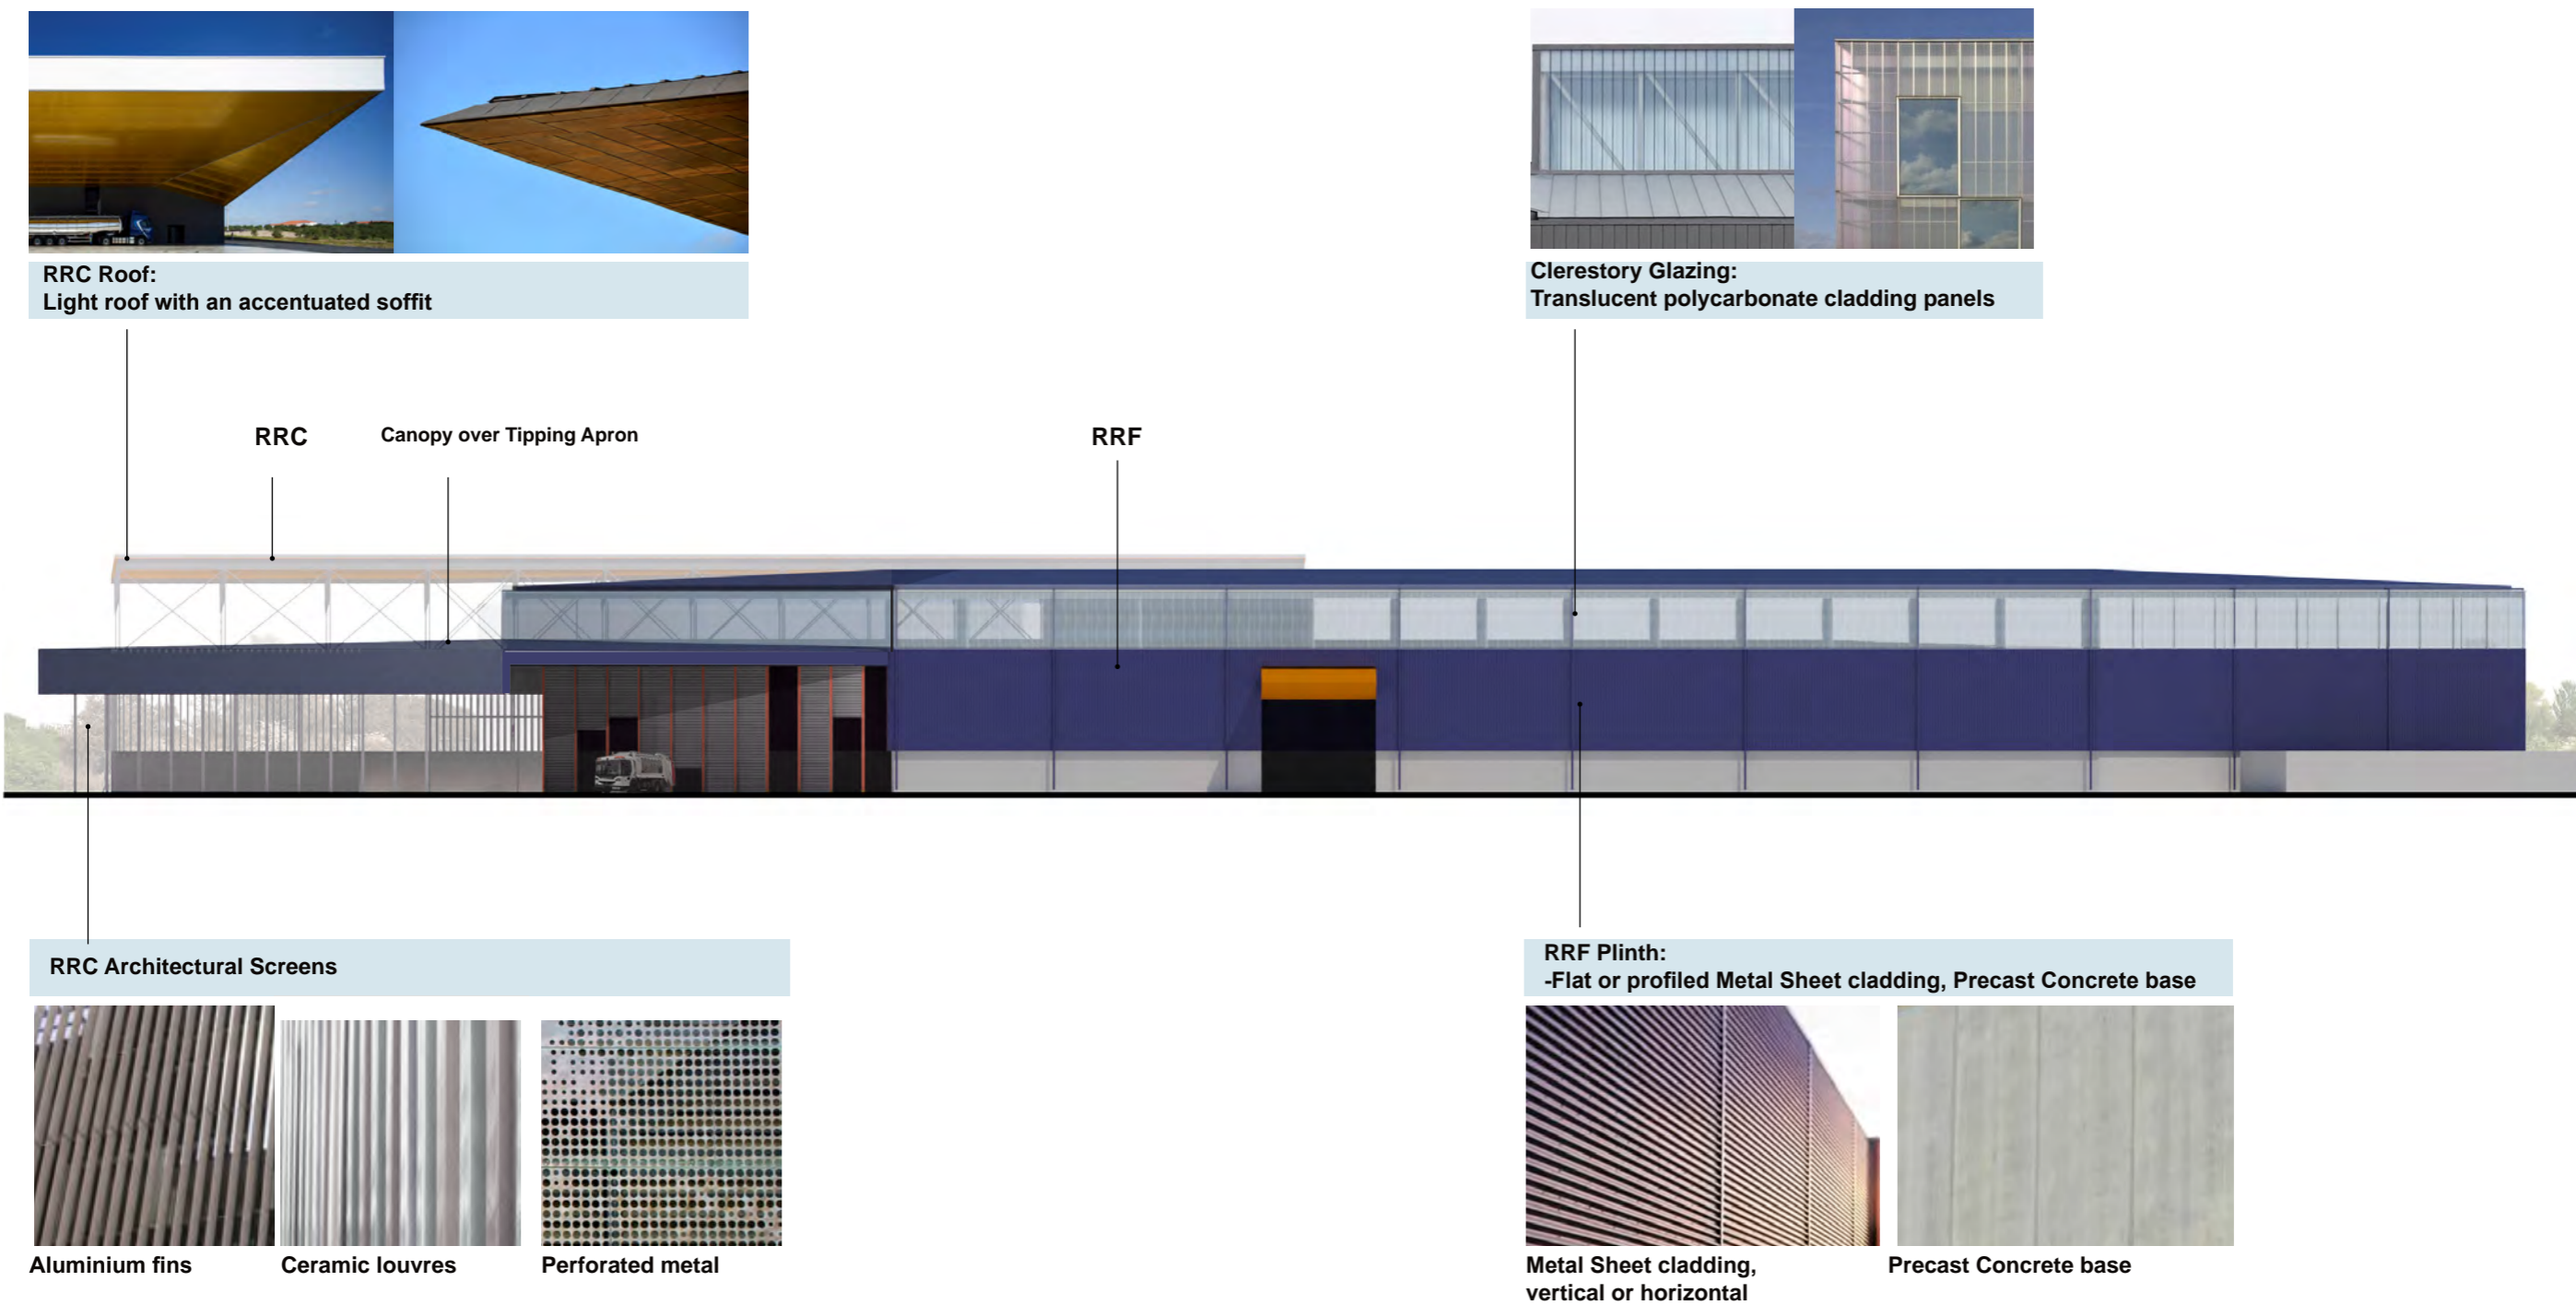 RRC Roof:
Light roof with an accentuated soffit
Clerestory Glazing:
Translucent polycarbonate cladding panels
RRC
Canopy over Tipping Apron
RRF
RRC Architectural Screens
RRF Plinth:
-Flat or profiled Metal Sheet cladding, Precast Concrete base
Aluminium fins
Ceramic louvres
Perforated metal
Metal Sheet cladding,
vertical or horizontal
Precast Concrete base